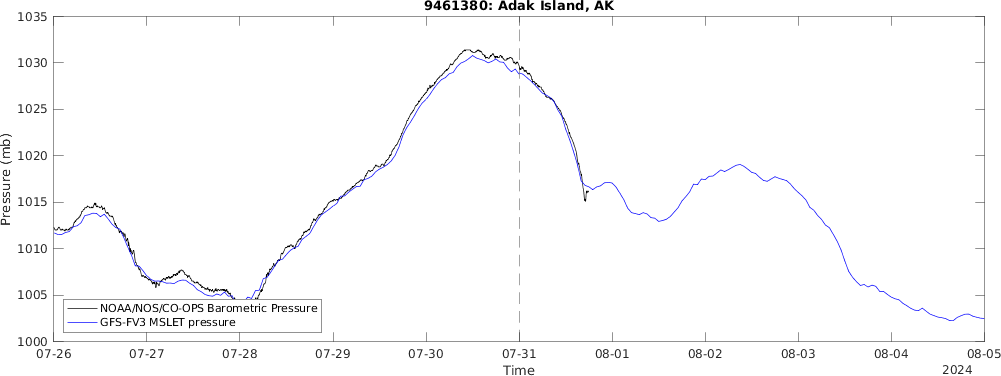 9461380: Adak Island, AK
Pressure (mb)
1035
1030
1025
1020
1015
1010
1005
1000
NOAA/NOS/CO-OPS Barometric Pressure
GFS-FV3 MSLET pressure
07-26 07-27 07-28 07-29 07-30 07-31 08-01 08-02 08-03 08-04 08-05
Time
2024